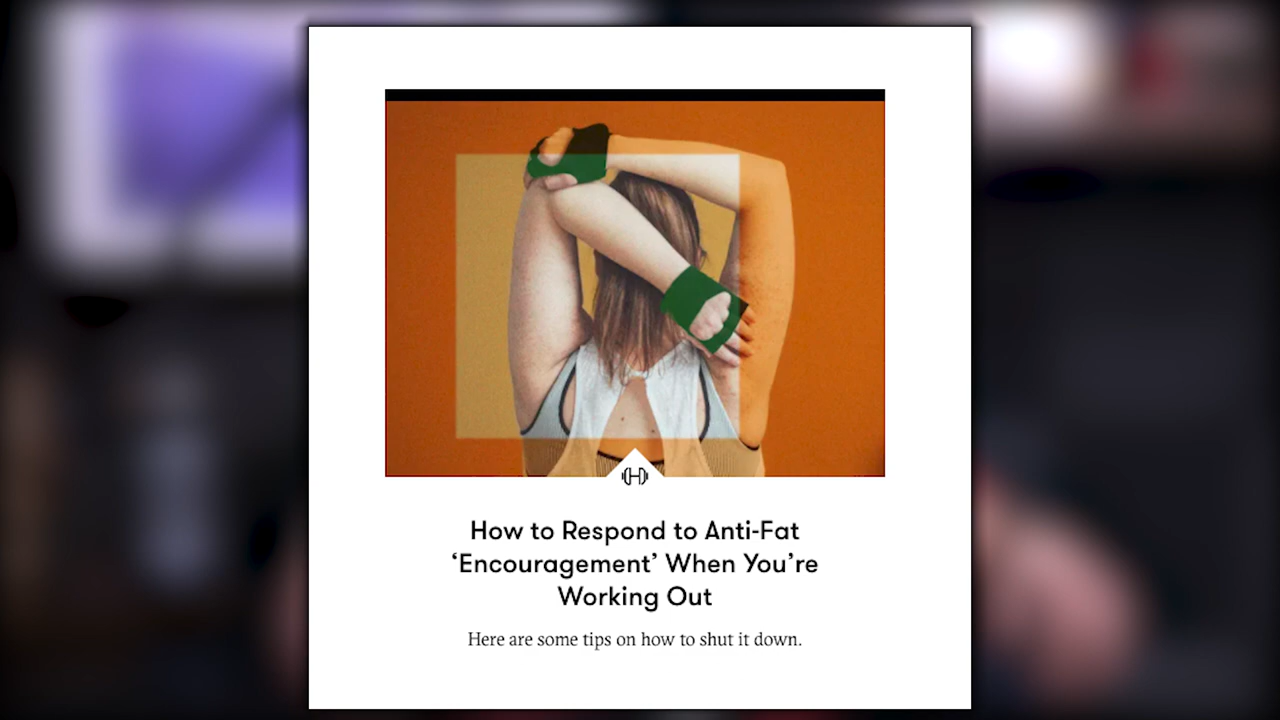 How to Respond to Anti-Fat
‘Encouragement’ When You’re
Working Out
Here are some tips on how to shut it down.